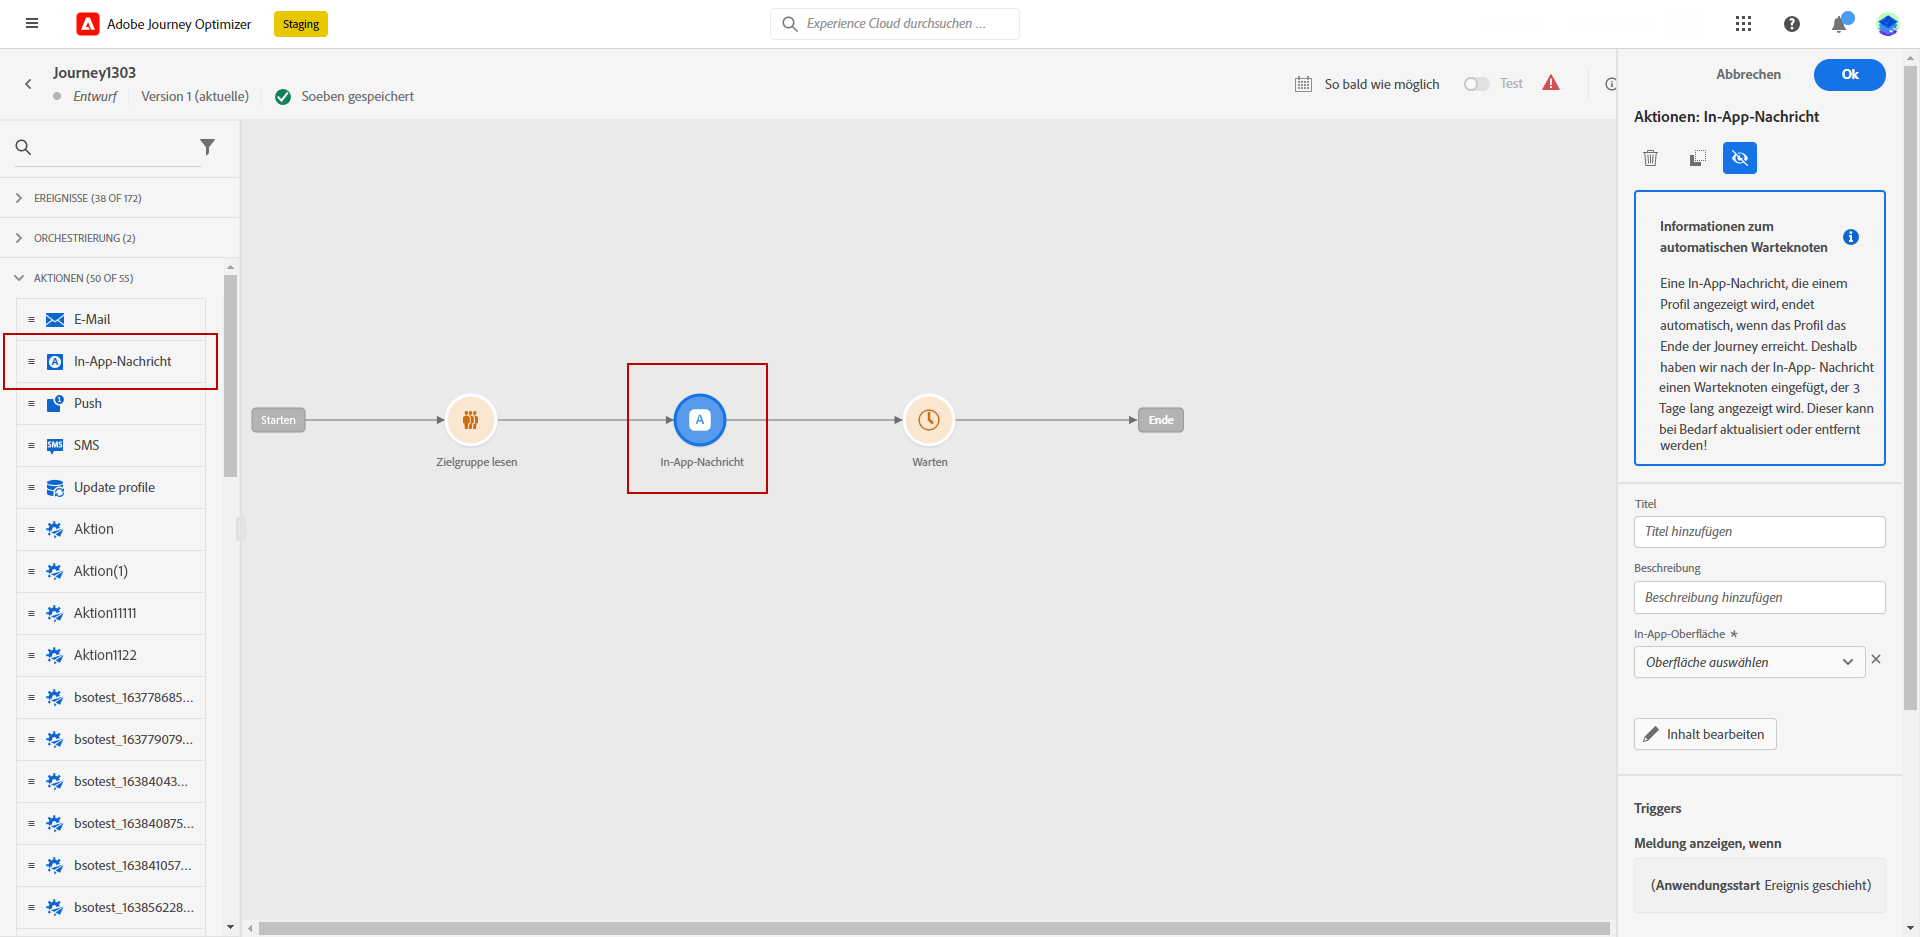 Adobe Journey Optimizer
Staging
Experience Cloud durchsuchen ...
Journey1303
Entwurf
Version 1 (aktuelle)
Soeben gespeichert
So bald wie möglich
Test
Abbrechen
Ok
EREIGNISSE (38 OF 172)
ORCHESTRIERUNG (2)
AKTIONEN (50 OF 55)
E-Mail
In-App-Nachricht
Push
SMS
Update profile
Aktion
Aktion(1)
Aktion11111
Aktion1122
bsotest_163778685...
bsotest_163779079...
bsotest_16384043...
bsotest_163840875...
bsotest_163841057...
bsotest_163856228...
Starten
Zielgruppe lesen
In-App-Nachricht
Warten
Ende
Aktionen: In-App-Nachricht
Informationen zum
automatischen Warteknoten
Eine In-App-Nachricht, die einem
Profil angezeigt wird, endet
automatisch, wenn das Profil das
Ende der Journey erreicht. Deshalb
haben wir nach der In-App- Nachricht
einen Warteknoten eingefügt, der 3
Tage lang angezeigt wird. Dieser kann
bei Bedarf aktualisiert oder entfernt
werden!
Titel
Titel hinzufügen
Beschreibung
Beschreibung hinzufügen
In-App-Oberfläche *
Oberfläche auswählen
Inhalt bearbeiten
Triggers
Meldung anzeigen, wenn
(Anwendungsstart Ereignis geschieht)